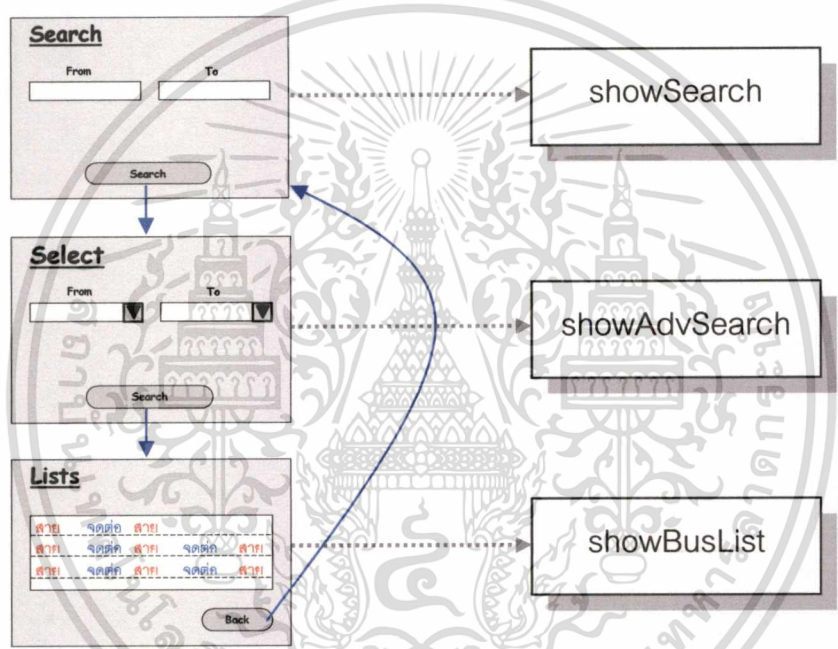 Search
From To
Search
showSearch
Select
From To
Search
showAdvSearch
Lists
สาย จุดต่อ สาย
สาย จุดต่อ สาย จุดต่อ สาย
สาย จุดต่อ สาย จุดต่อ สาย
Back
showBusList